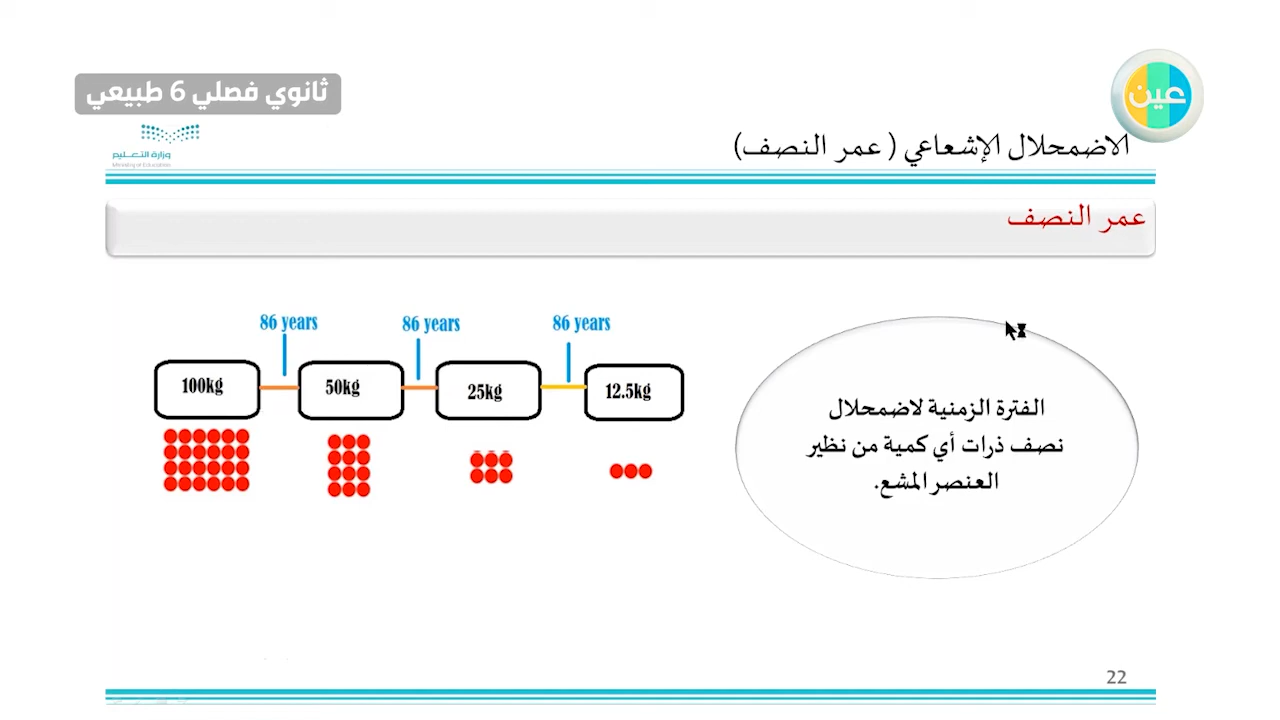 ثانوي فصلي 6 طبيعي
عين
وزارة التعليم
Ministry of Education
الاضمحلال الإشعاعي ( عمر النصف)
عمر النصف
86 years
86 years
86 years
100kg
50kg
25kg
12.5kg
الفترة الزمنية لاضمحلال
نصف ذرات أي كمية من نظير
العنصر المشع.
22